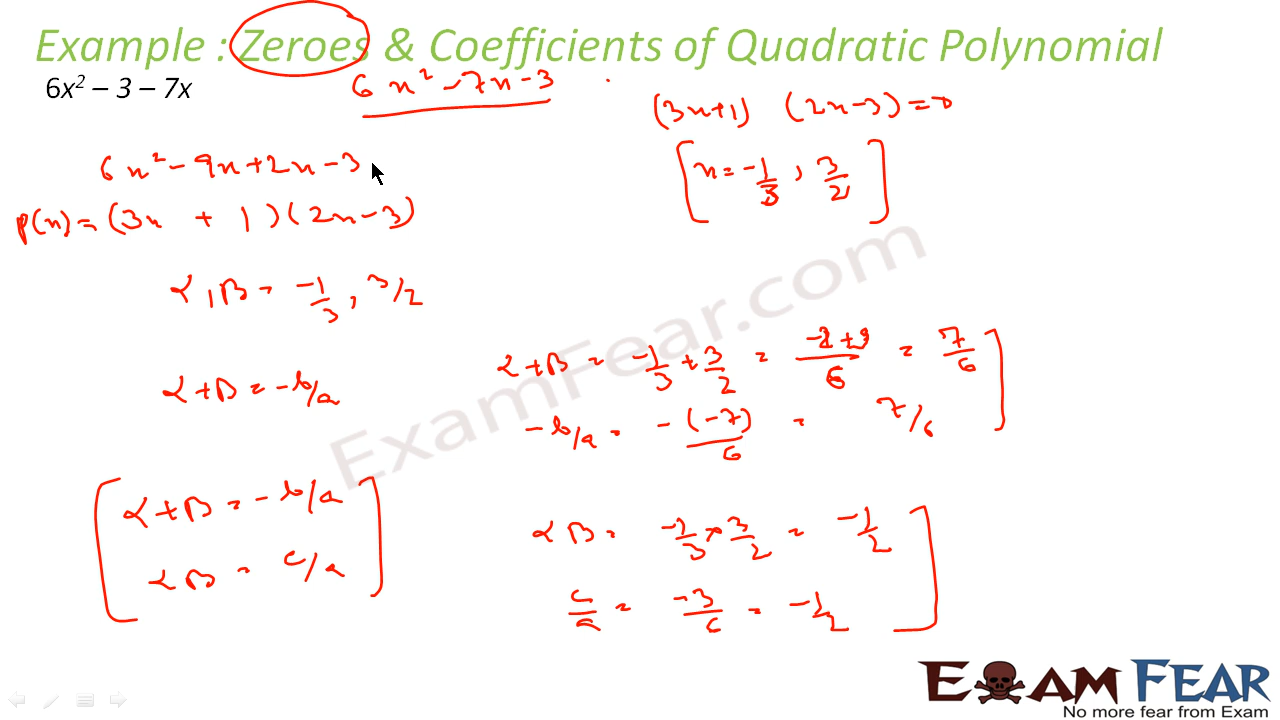 Example : Zeroes & Coefficients of Quadratic Polynomial
6x² – 3 – 7x
6x² - 7x - 3
(3x+1) (2x-3) = 0
6x² - 9x + 2x - 3
x = -1/3 , 3/2
p(x) = (3x + 1)(2x-3)
α, β = -1/3 , 3/2
α+β = -1/3 + 3/2 = -2+9/6 = 7/6
α+β = -b/a
-b/a = -(-7)/6 = 7/6
α+β = -b/a
αβ = -1/3 × 3/2 = -1/2
αβ = c/a
c/a = -3/6 = -1/2
ExamFear.com
EXAM FEAR
No more fear from Exam